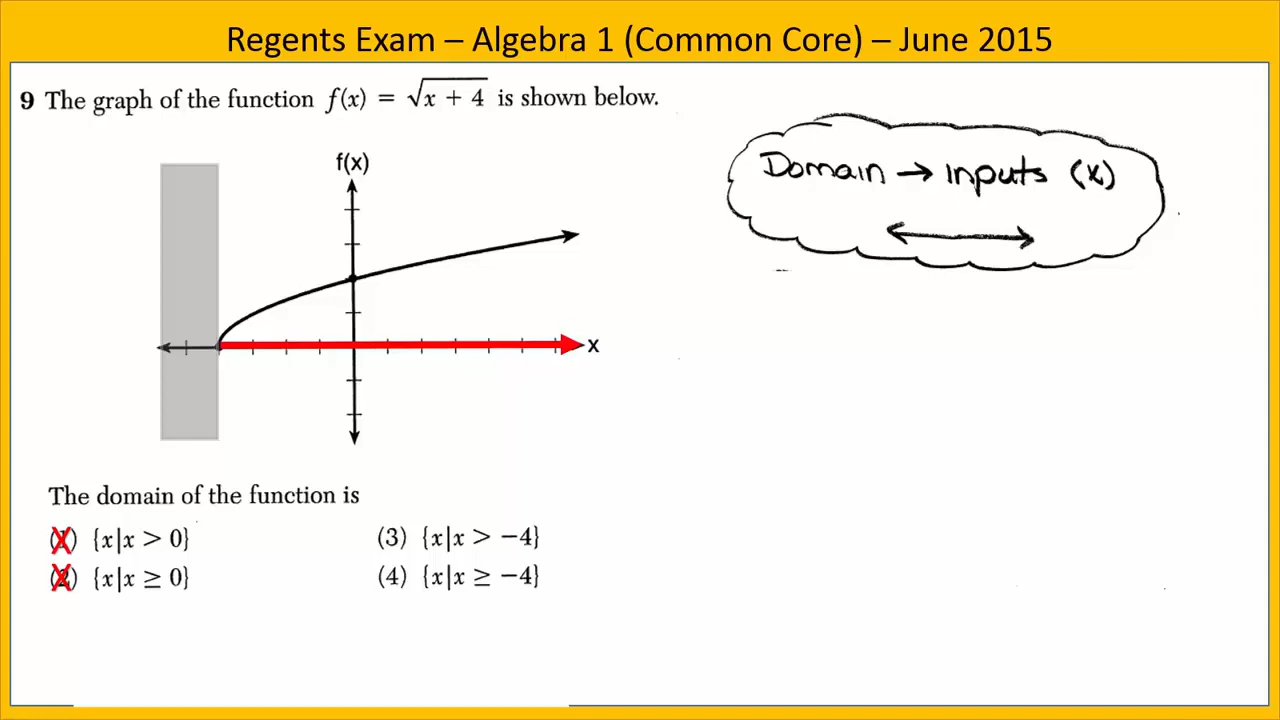 Regents Exam – Algebra 1 (Common Core) – June 2015
9 The graph of the function f(x) = √x + 4 is shown below.
Domain → inputs (x)
f(x)
x
The domain of the function is
(1) {x|x > 0}
(2) {x|x ≥ 0}
(3) {x|x > −4}
(4) {x|x ≥ −4}